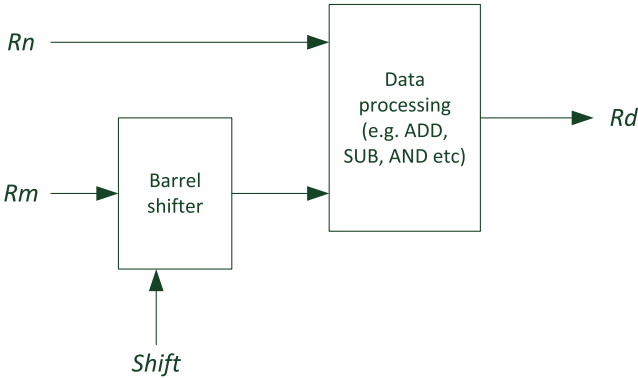 Rn
Data
processing
(e.g. ADD,
SUB, AND etc)
Rd
Rm
Barrel
shifter
Shift